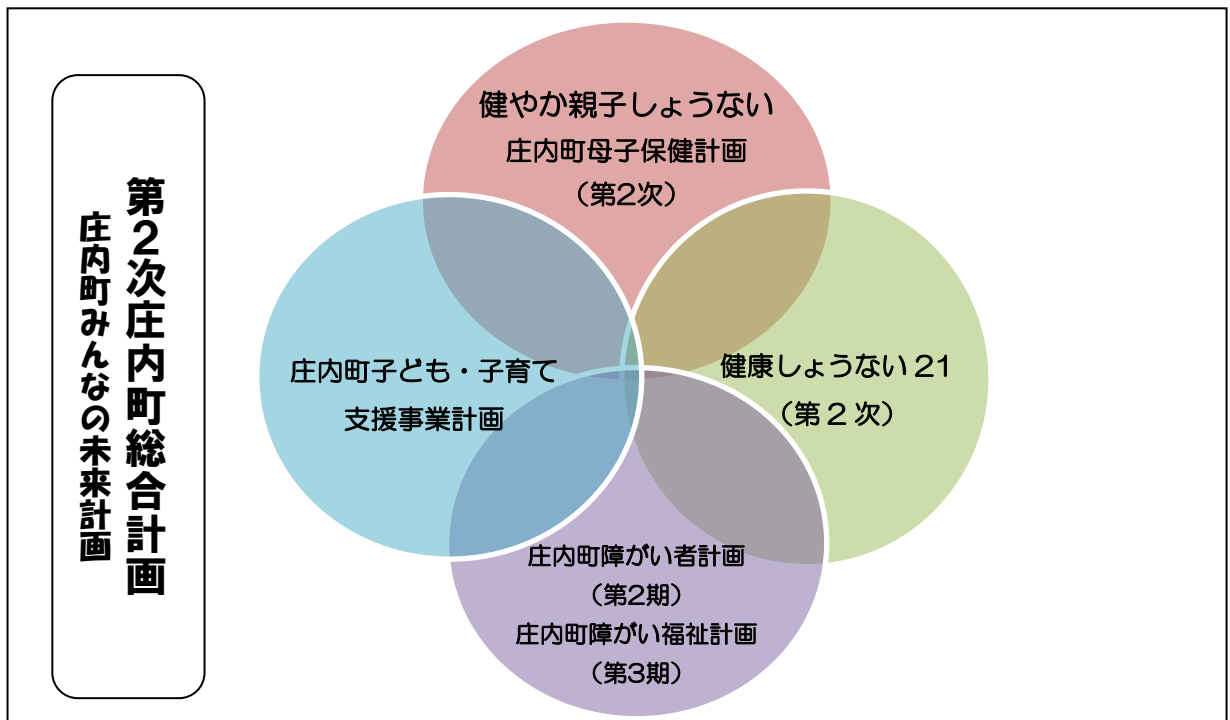 第2次庄内町総合計画
庄内町みんなの未来計画
健やか親子しょうない
庄内町母子保健計画
（第2次）
庄内町子ども・子育て
支援事業計画
健康しょうない 21
（第 2 次）
庄内町障がい者計画
（第2期）
庄内町障がい福祉計画
（第3期）